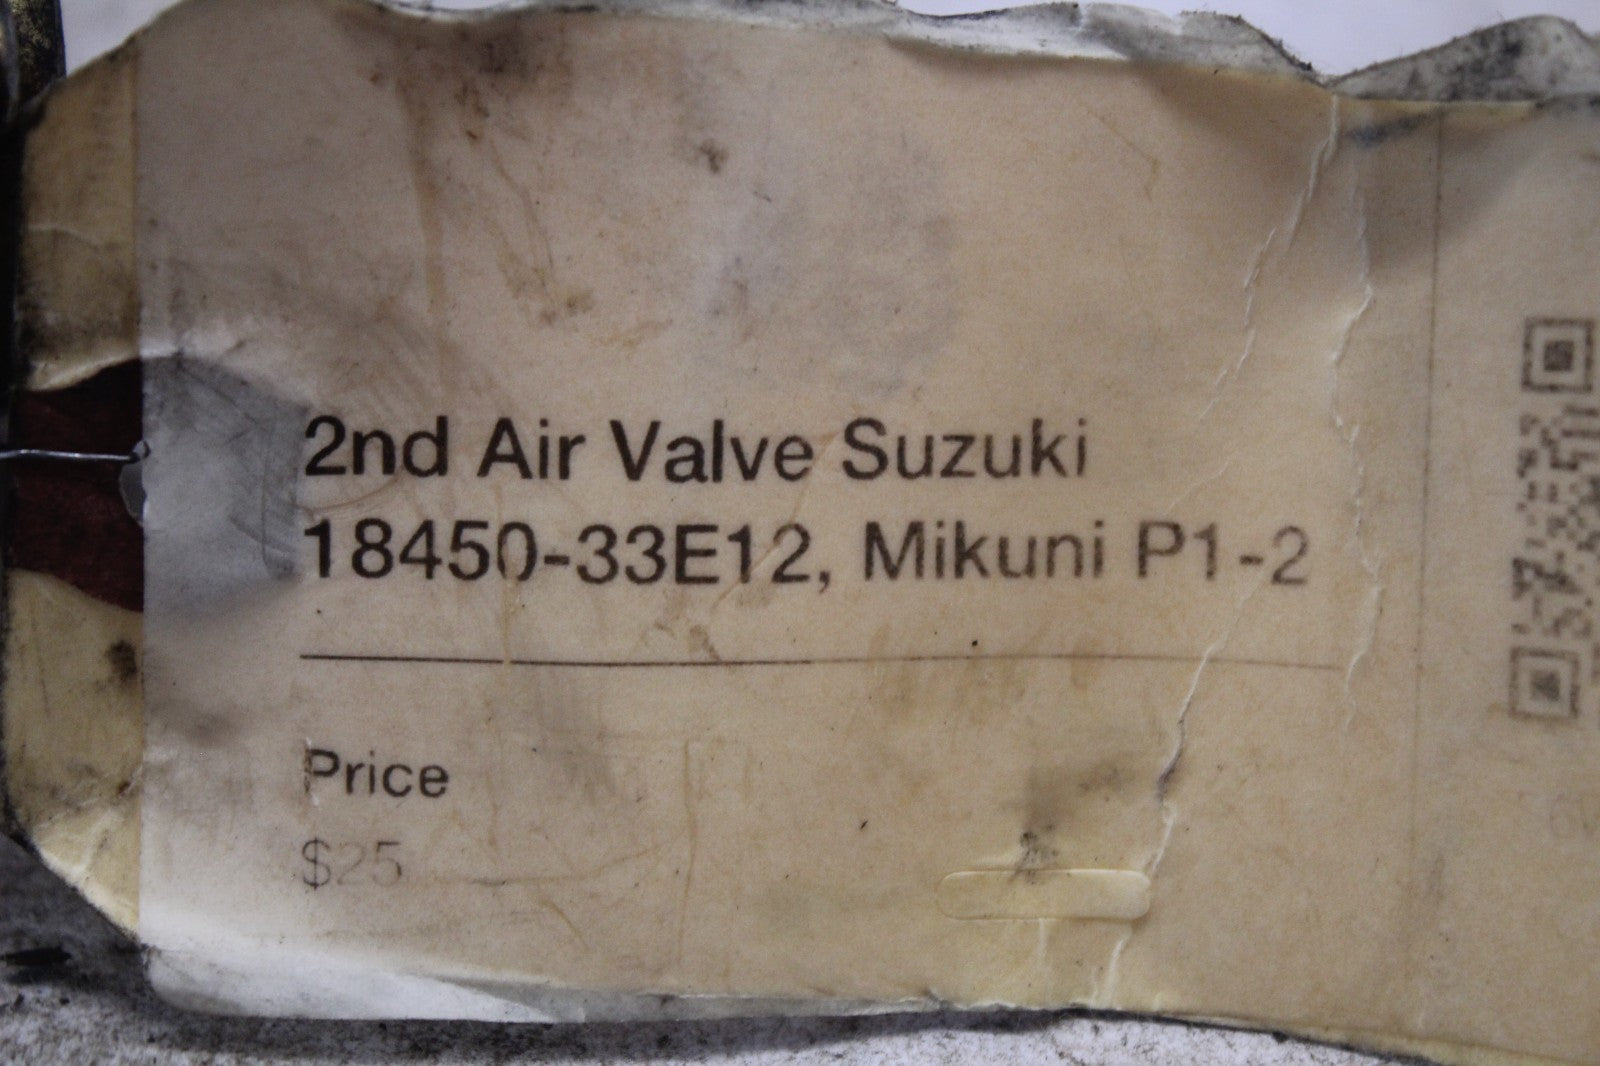 2nd Air Valve Suzuki
18450-33E12, Mikuni P1-2
Price
$25